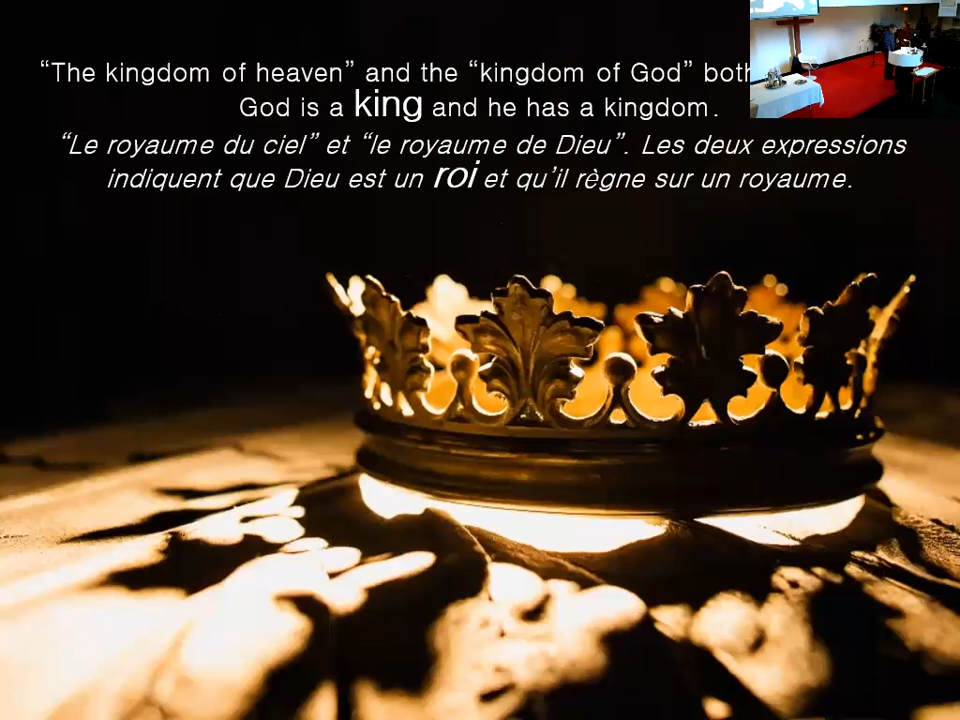 “The kingdom of heaven” and the “kingdom of God” both
God is a king and he has a kingdom.
“Le royaume du ciel” et “le royaume de Dieu”. Les deux expressions
indiquent que Dieu est un roi et qu’il règne sur un royaume.